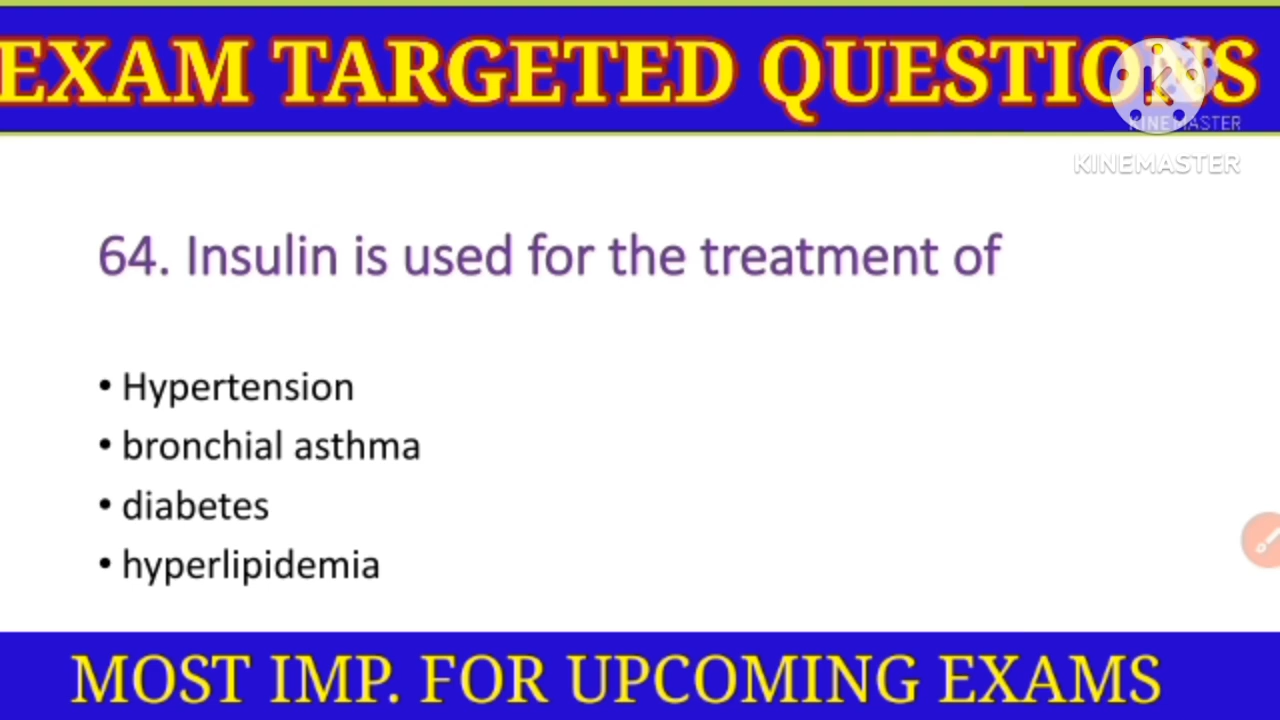 EXAM TARGETED QUESTIONS
KINEMASTER
KINEMASTER
64. Insulin is used for the treatment of
• Hypertension
• bronchial asthma
• diabetes
• hyperlipidemia
MOST IMP. FOR UPCOMING EXAMS